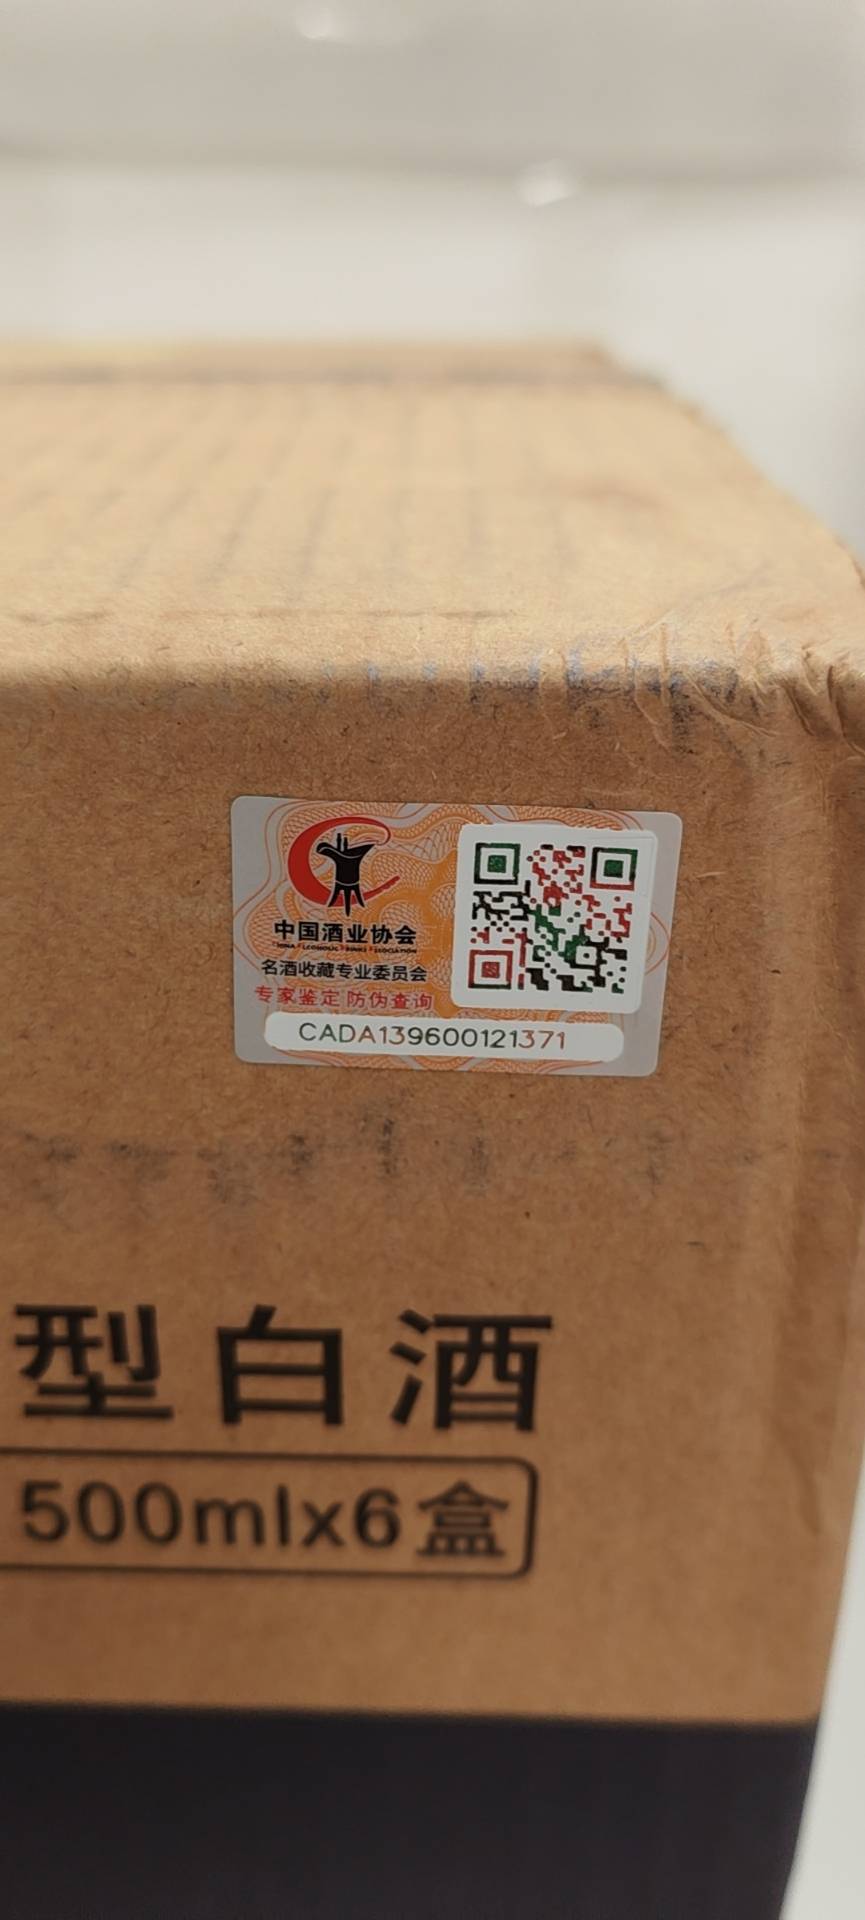 中国酒业协会
名酒收藏专业委员会
专家鉴定 防伪查询
CADA139600121371
型白酒
500mlx6盒